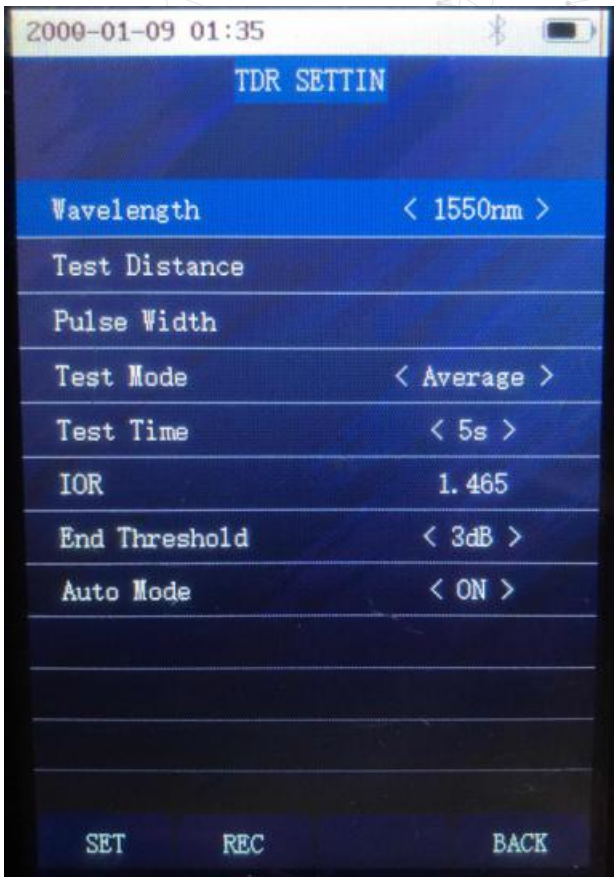 2000-01-09 01:35
TDR SETTIN
Wavelength < 1550nm >
Test Distance
Pulse Width
Test Mode < Average >
Test Time < 5s >
IOR 1.465
End Threshold < 3dB >
Auto Mode < ON >
SET REC BACK